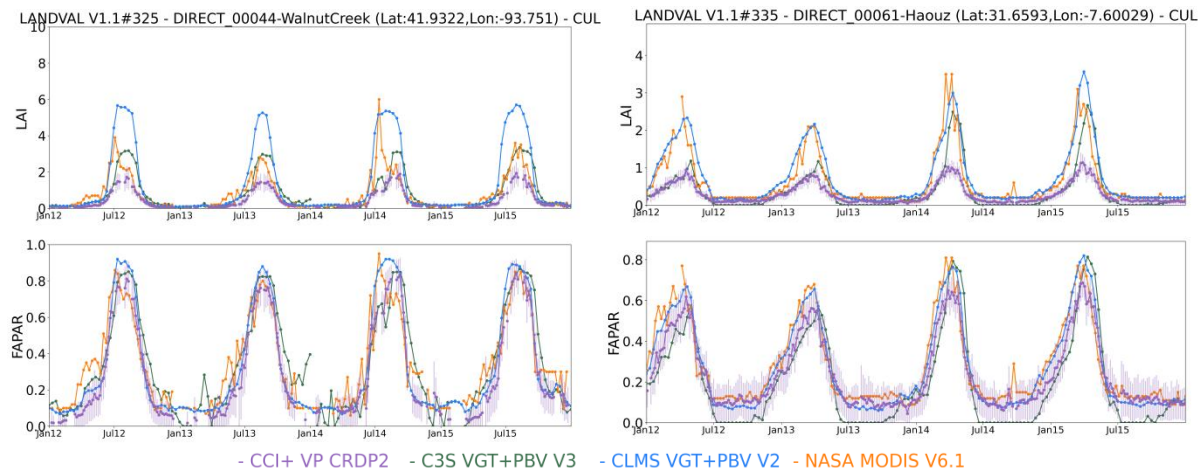 LANDVAL V1.1#325 - DIRECT_00044-WalnutCreek (Lat:41.9322,Lon:-93.751) - CUL
LANDVAL V1.1#335 - DIRECT_00061-Haouz (Lat:31.6593,Lon:-7.60029) - CUL
10
8
6
4
2
0
LAI
Jan12 Jul12 Jan13 Jul13 Jan14 Jul14 Jan15 Jul15
4
3
2
1
0
LAI
Jan12 Jul12 Jan13 Jul13 Jan14 Jul14 Jan15 Jul15
1.0
0.8
0.6
0.4
0.2
0.0
FAPAR
Jan12 Jul12 Jan13 Jul13 Jan14 Jul14 Jan15 Jul15
0.8
0.6
0.4
0.2
0.0
FAPAR
Jan12 Jul12 Jan13 Jul13 Jan14 Jul14 Jan15 Jul15
- CCI+ VP CRDP2 - C3S VGT+PBV V3 - CLMS VGT+PBV V2 - NASA MODIS V6.1